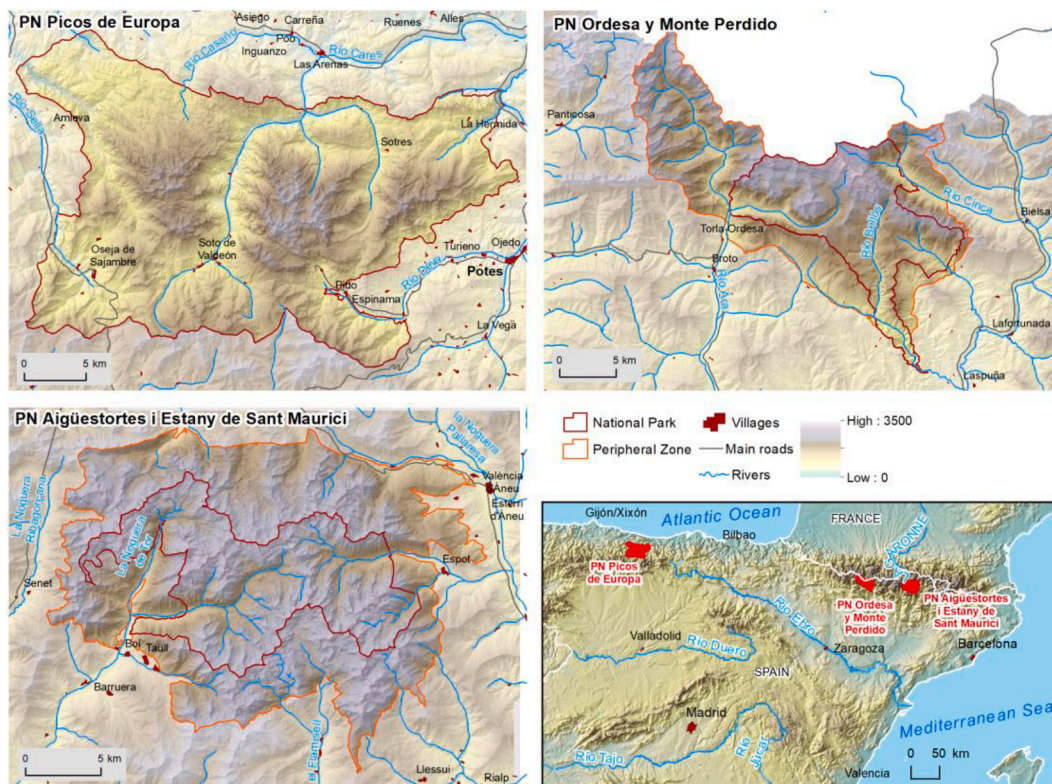 PN Picos de Europa
Asiego
Carreña
Ruenes
Alles
Póo
Inguanzo
Río Cares
Río Casaño
Las Arenas
Río Sella
Amieva
La Hermida
Sotres
Oseja de
Sajambre
Soto de
Valdeón
Turieno
Ojedo
Río Deva
Potes
Pido
Espinama
La Vega
0 5 km
PN Ordesa y Monte Perdido
Panticosa
Río Cinca
Bielsa
Torla-Ordesa
Río Bellos
Broto
Río Ara
Lafortunada
Laspuña
0 5 km
PN Aigüestortes i Estany de Sant Maurici
la Noguera
Pallaresa
València
d'Àneu
Esterri
d'Àneu
La Noguera
Ribagorçana
La Noguera
de Tor
Espot
Senet
Boí
Taüll
Barruera
el Flamisell
Llessui
Rialp
0 5 km
National Park
Villages
High : 3500
Peripheral Zone
Main roads
Rivers
Low : 0
Gijón/Xixón
Atlantic Ocean
Bilbao
FRANCE
LA GARONNE
PN Picos
de Europa
PN Ordesa
y Monte
Perdido
PN Aigüestortes
i Estany de
Sant Maurici
Río Ebro
Valladolid
Río Duero
Zaragoza
Barcelona
SPAIN
Madrid
Mediterranean Sea
Río Tajo
Río
Júcar
Valencia
0 50 km